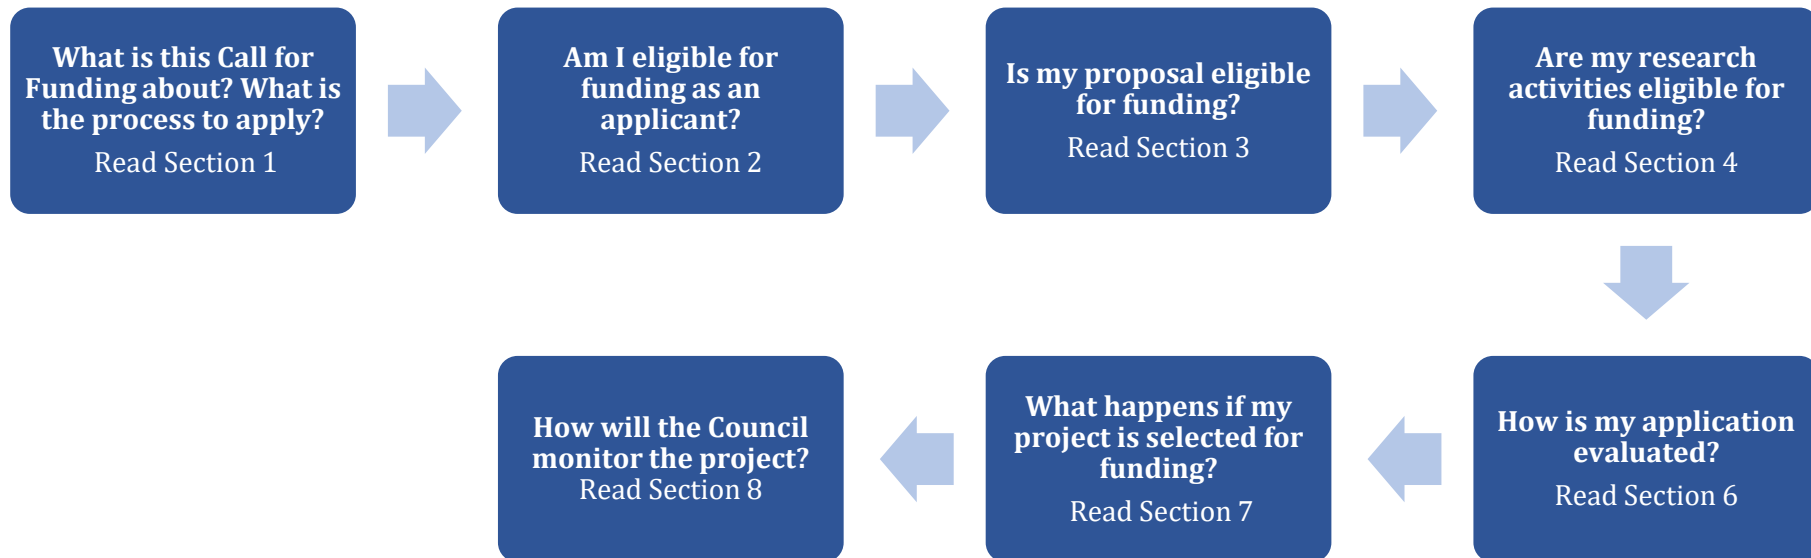 What is this Call for
Funding about? What is
the process to apply?
Read Section 1
Am I eligible for
funding as an
applicant?
Read Section 2
Is my proposal eligible
for funding?
Read Section 3
Are my research
activities eligible for
funding?
Read Section 4
How is my application
evaluated?
Read Section 6
What happens if my
project is selected for
funding?
Read Section 7
How will the Council
monitor the project?
Read Section 8